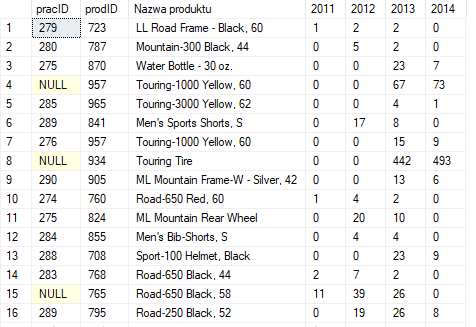 pracID prodID Nazwa produktu 2011 2012 2013 2014
1 279 723 LL Road Frame - Black, 60 1 2 2 0
2 280 787 Mountain-300 Black, 44 0 5 2 0
3 275 870 Water Bottle - 30 oz. 0 0 23 7
4 NULL 957 Touring-1000 Yellow, 60 0 0 67 73
5 285 965 Touring-3000 Yellow, 62 0 0 4 1
6 289 841 Men's Sports Shorts, S 0 17 8 0
7 276 957 Touring-1000 Yellow, 60 0 0 15 9
8 NULL 934 Touring Tire 0 0 442 493
9 290 905 ML Mountain Frame-W - Silver, 42 0 0 13 6
10 274 760 Road-650 Red, 60 1 4 2 0
11 275 824 ML Mountain Rear Wheel 0 20 10 0
12 284 855 Men's Bib-Shorts, S 0 4 4 0
13 288 708 Sport-100 Helmet, Black 0 0 23 9
14 283 768 Road-650 Black, 44 2 7 2 0
15 NULL 765 Road-650 Black, 58 11 39 26 0
16 289 795 Road-250 Black, 52 0 19 26 8